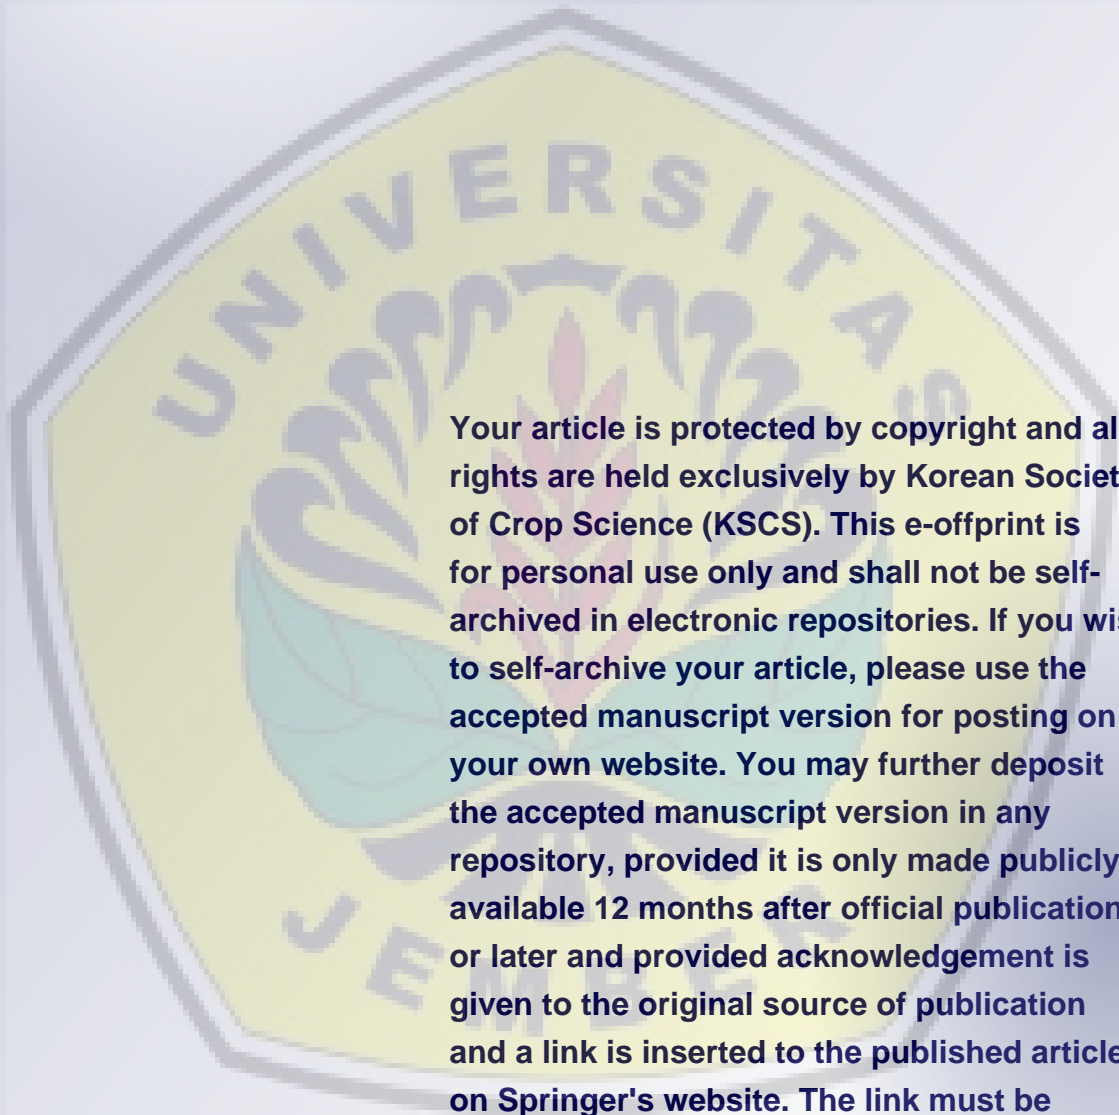 UNIVERSITAS
Your article is protected by copyright and al
rights are held exclusively by Korean Societ
of Crop Science (KSCS). This e-offprint is
for personal use only and shall not be self-
archived in electronic repositories. If you wis
to self-archive your article, please use the
accepted manuscript version for posting on
your own website. You may further deposit
the accepted manuscript version in any
repository, provided it is only made publicly
available 12 months after official publication
or later and provided acknowledgement is
given to the original source of publication
and a link is inserted to the published article
on Springer's website. The link must be
JEMBER